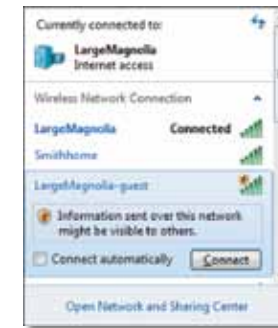 Currently connected to:
LargeMagnolia
Internet access
Wireless Network Connection
LargeMagnolia Connected
Smithhome
LargeMagnolia-guest
Information sent over this network
might be visible to others.
Connect automatically Connect
Open Network and Sharing Center